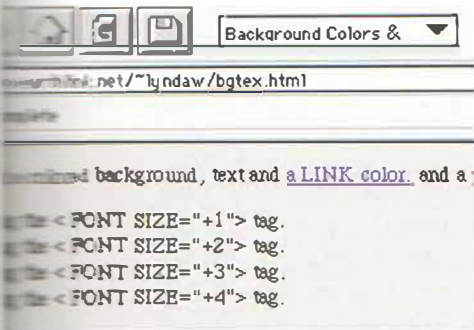 Background Colors &
net/~lyndaw/bgtex.html
background, text and a LINK color. and a
< FONT SIZE="+1"> tag.
< FONT SIZE="+2"> tag.
< FONT SIZE="+3"> tag.
< FONT SIZE="+4"> tag.